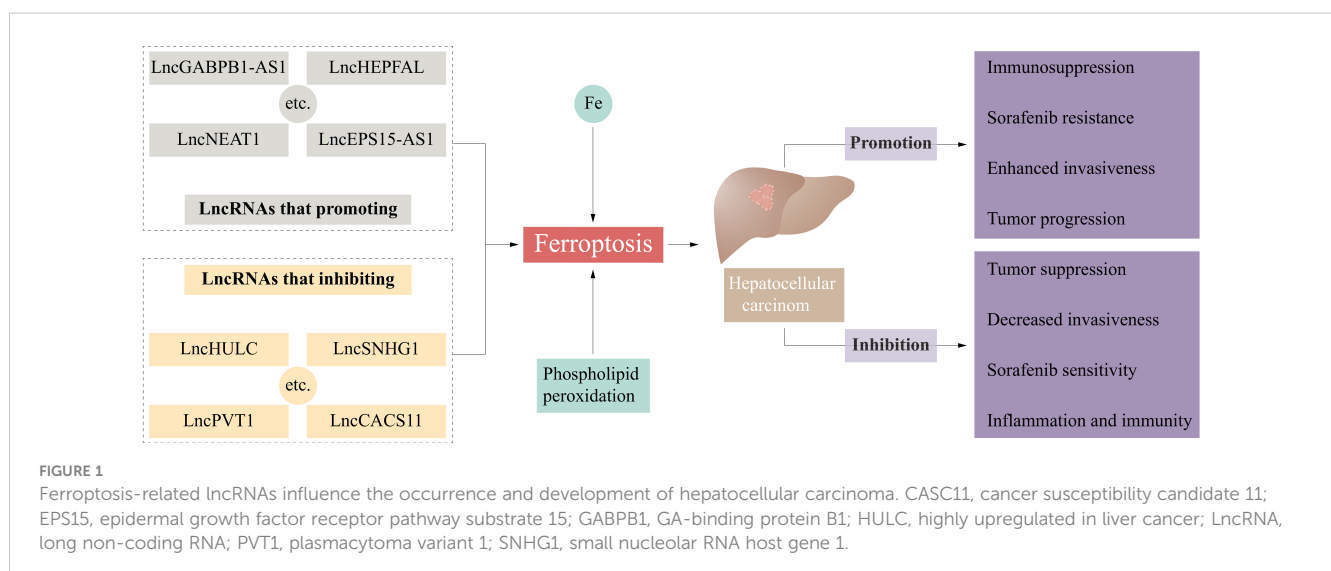 LncGABPB1-AS1
LncHEPFAL
etc.
LncNEAT1
LncEPS15-AS1
LncRNAs that promoting
LncRNAs that inhibiting
LncHULC
LncSNHG1
etc.
LncPVT1
LncCACS11
Fe
Ferroptosis
Phospholipid
peroxidation
Hepatocellular
carcinom
Promotion
Inhibition
Immunosuppression
Sorafenib resistance
Enhanced invasiveness
Tumor progression
Tumor suppression
Decreased invasiveness
Sorafenib sensitivity
Inflammation and immunity
FIGURE 1
Ferroptosis-related lncRNAs influence the occurrence and development of hepatocellular carcinoma. CASC11, cancer susceptibility candidate 11;
EPS15, epidermal growth factor receptor pathway substrate 15; GABPB1, GA-binding protein B1; HULC, highly upregulated in liver cancer; LncRNA,
long non-coding RNA; PVT1, plasmacytoma variant 1; SNHG1, small nucleolar RNA host gene 1.